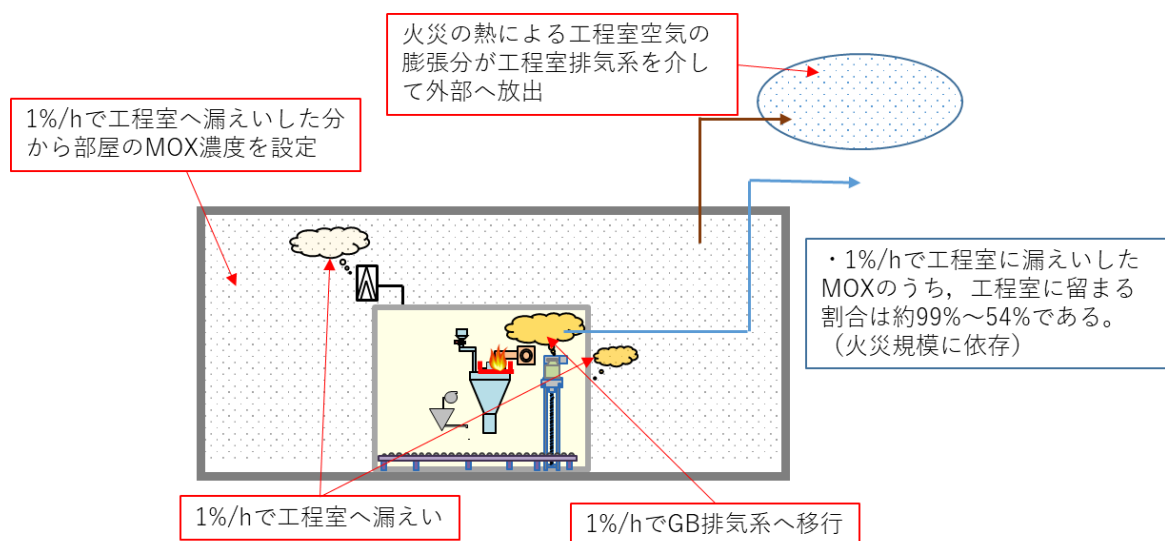 火災の熱による工程室空気の
膨張分が工程室排気系を介し
て外部へ放出
1%/hで工程室へ漏えいした分
から部屋のMOX濃度を設定
・1%/hで工程室に漏えいした
MOXのうち，工程室に留まる
割合は約99%～54%である。
（火災規模に依存）
1%/hで工程室へ漏えい
1%/hでGB排気系へ移行